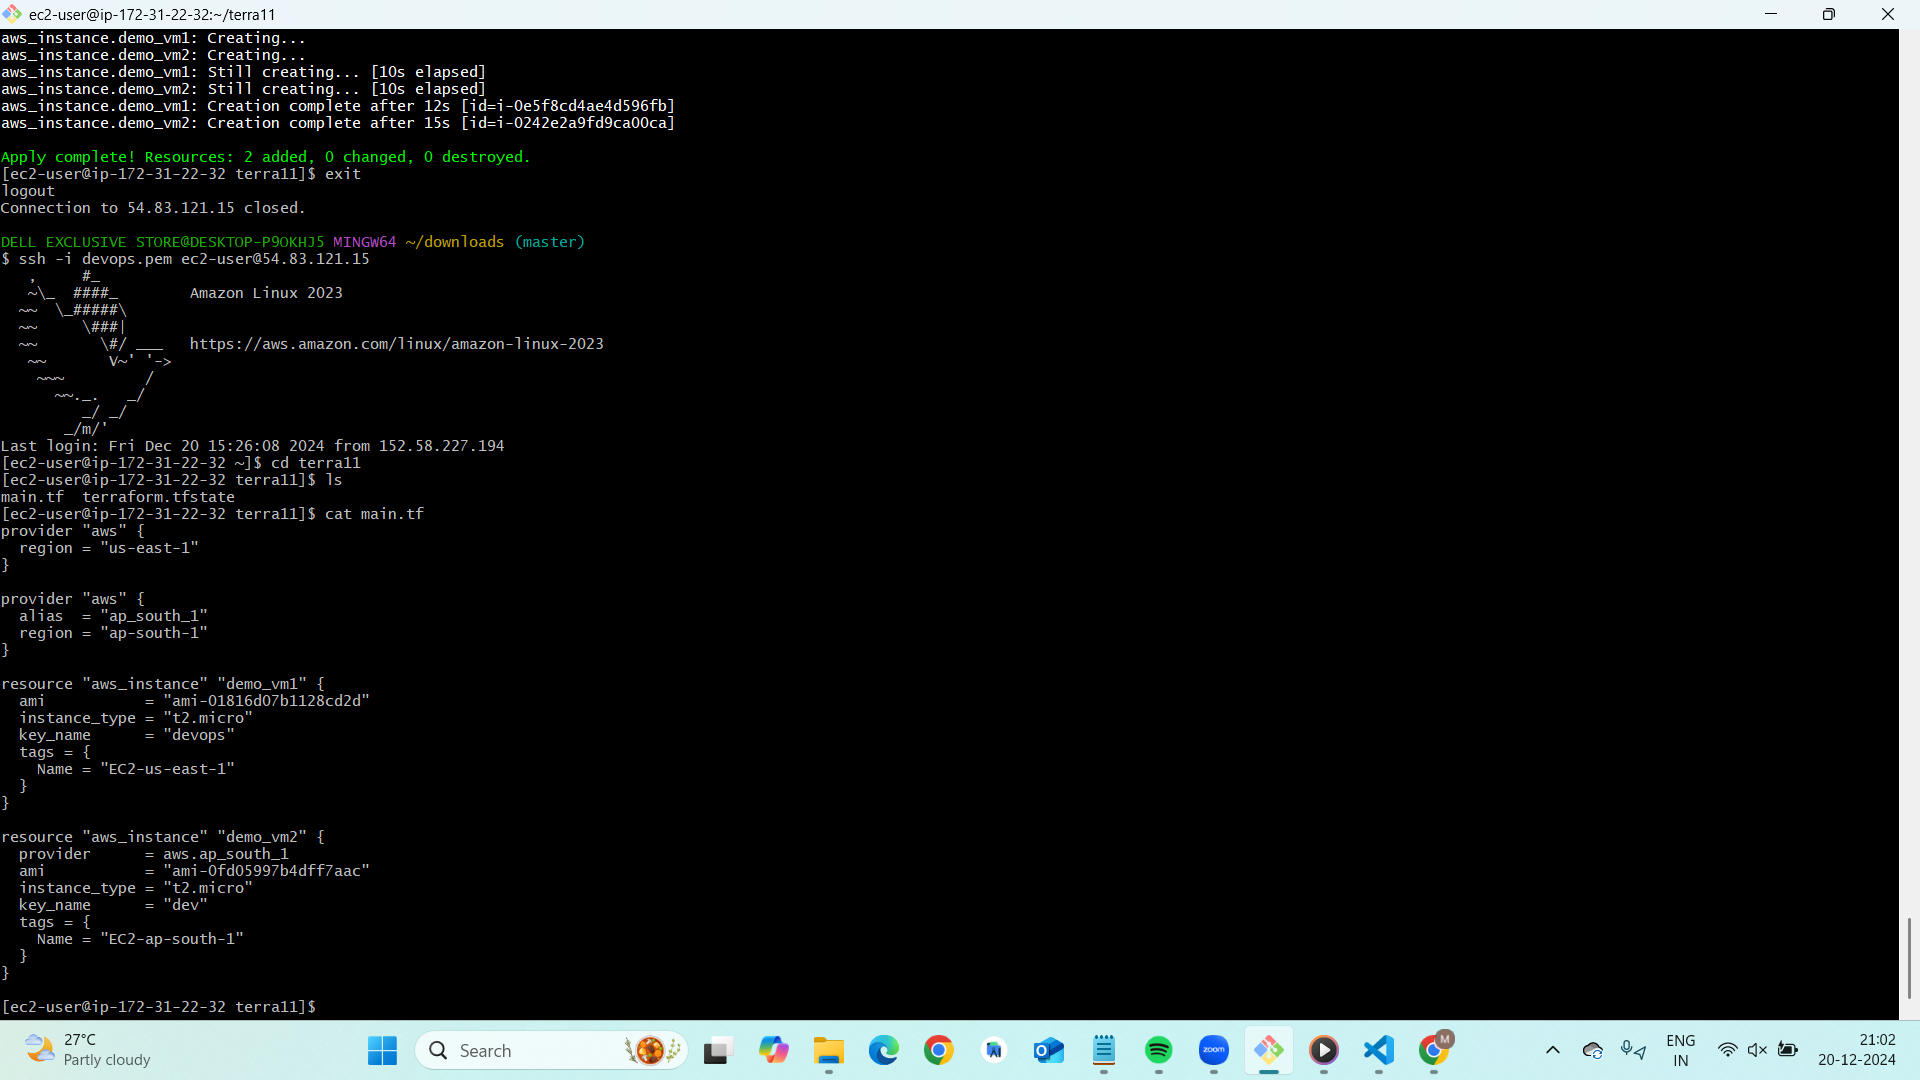 ec2-user@ip-172-31-22-32:~/terra11
aws_instance.demo_vm1: Creating...
aws_instance.demo_vm2: Creating...
aws_instance.demo_vm1: Still creating... [10s elapsed]
aws_instance.demo_vm2: Still creating... [10s elapsed]
aws_instance.demo_vm1: Creation complete after 12s [id=i-0e5f8cd4ae4d596fb]
aws_instance.demo_vm2: Creation complete after 15s [id=i-0242e2a9fd9ca00ca]
Apply complete! Resources: 2 added, 0 changed, 0 destroyed.
[ec2-user@ip-172-31-22-32 terra11]$ exit
logout
Connection to 54.83.121.15 closed.
DELL EXCLUSIVE STORE@DESKTOP-P9OKHJ5 MINGW64 ~/downloads (master)
$ ssh -i devops.pem ec2-user@54.83.121.15
   ,     #_
   ~\_  ####_        Amazon Linux 2023
  ~~  \_#####\
  ~~     \###|
  ~~       \#/ ___   https://aws.amazon.com/linux/amazon-linux-2023
   ~~       V~' '->
    ~~~         /
      ~~._.   _/
         _/ _/
       _/m/'
Last login: Fri Dec 20 15:26:08 2024 from 152.58.227.194
[ec2-user@ip-172-31-22-32 ~]$ cd terra11
[ec2-user@ip-172-31-22-32 terra11]$ ls
main.tf  terraform.tfstate
[ec2-user@ip-172-31-22-32 terra11]$ cat main.tf
provider "aws" {
  region = "us-east-1"
}
provider "aws" {
  alias  = "ap_south_1"
  region = "ap-south-1"
}
resource "aws_instance" "demo_vm1" {
  ami           = "ami-01816d07b1128cd2d"
  instance_type = "t2.micro"
  key_name      = "devops"
  tags = {
    Name = "EC2-us-east-1"
  }
}
resource "aws_instance" "demo_vm2" {
  provider      = aws.ap_south_1
  ami           = "ami-0fd05997b4dff7aac"
  instance_type = "t2.micro"
  key_name      = "dev"
  tags = {
    Name = "EC2-ap-south-1"
  }
}
[ec2-user@ip-172-31-22-32 terra11]$
27°C
Partly cloudy
Search
zoom
M
ENG
IN
21:02
20-12-2024